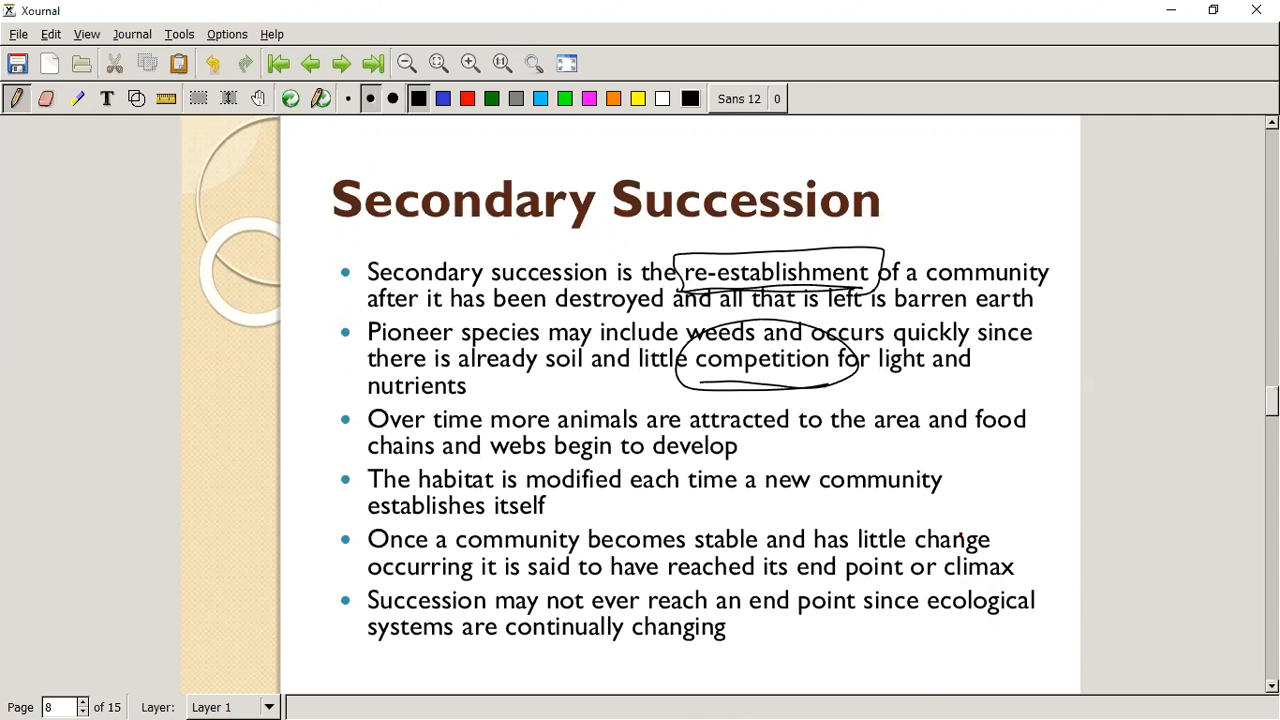 Xournal
File Edit View Journal Tools Options Help
Sans 12 0
Secondary Succession
• Secondary succession is the re-establishment of a community
after it has been destroyed and all that is left is barren earth
• Pioneer species may include weeds and occurs quickly since
there is already soil and little competition for light and
nutrients
• Over time more animals are attracted to the area and food
chains and webs begin to develop
• The habitat is modified each time a new community
establishes itself
• Once a community becomes stable and has little change
occurring it is said to have reached its end point or climax
• Succession may not ever reach an end point since ecological
systems are continually changing
Page 8 of 15 Layer: Layer 1